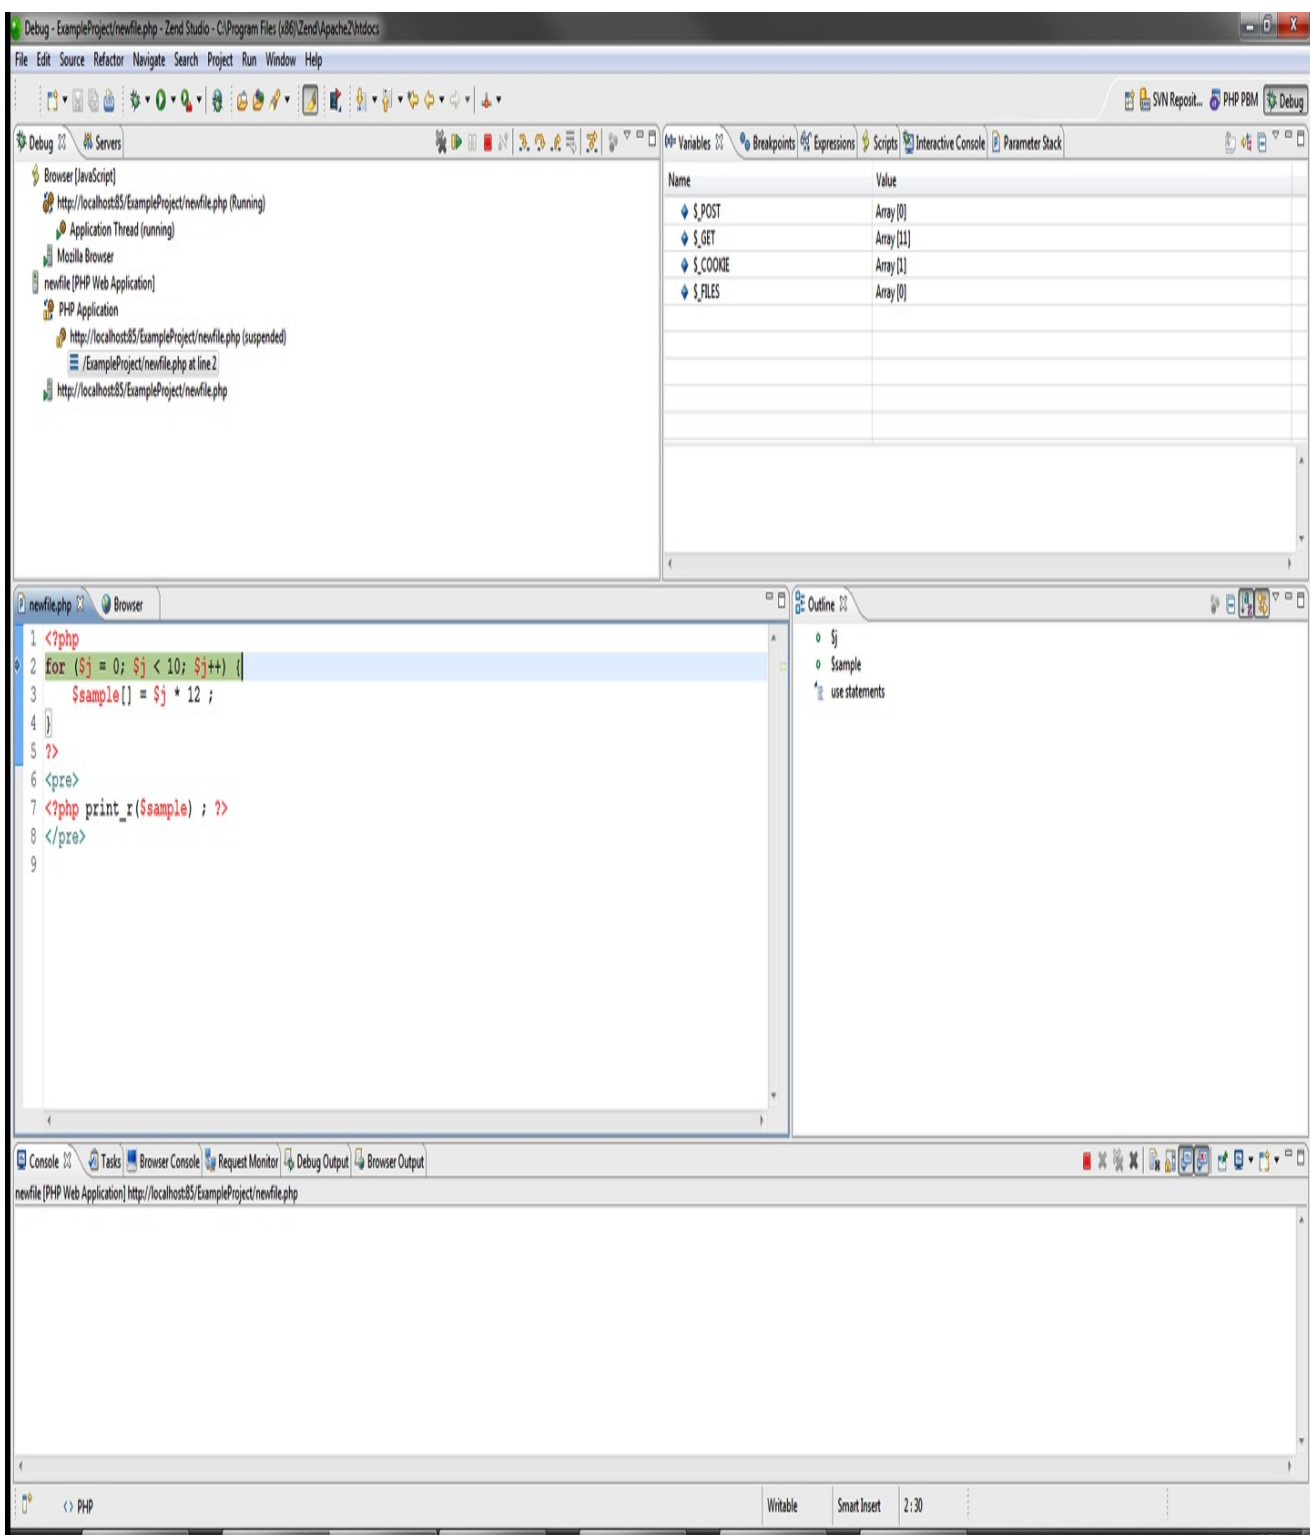 Debug - ExampleProject/newfile.php - Zend Studio - C:\Program Files (x86)\Zend\Apache2\htdocs
File Edit Source Refactor Navigate Search Project Run Window Help
SVN Reposit... PHP PBM Debug
Debug Servers
Browser [JavaScript]
http://localhost:85/ExampleProject/newfile.php (Running)
Application Thread (running)
Mozilla Browser
newfile [PHP Web Application]
PHP Application
http://localhost:85/ExampleProject/newfile.php (suspended)
/ExampleProject/newfile.php at line 2
http://localhost:85/ExampleProject/newfile.php
Variables Breakpoints Expressions Scripts Interactive Console Parameter Stack
Name Value
$_POST Array [0]
$_GET Array [11]
$_COOKIE Array [1]
$_FILES Array [0]
newfile.php Browser
1 <?php
2 for ($j = 0; $j < 10; $j++) {
3 $sample[] = $j * 12 ;
4 }
5 ?>
6 <pre>
7 <?php print_r($sample) ; ?>
8 </pre>
9
Outline
$j
$sample
use statements
Console Tasks Browser Console Request Monitor Debug Output Browser Output
newfile [PHP Web Application] http://localhost:85/ExampleProject/newfile.php
PHP Writable Smart Insert 2 : 30